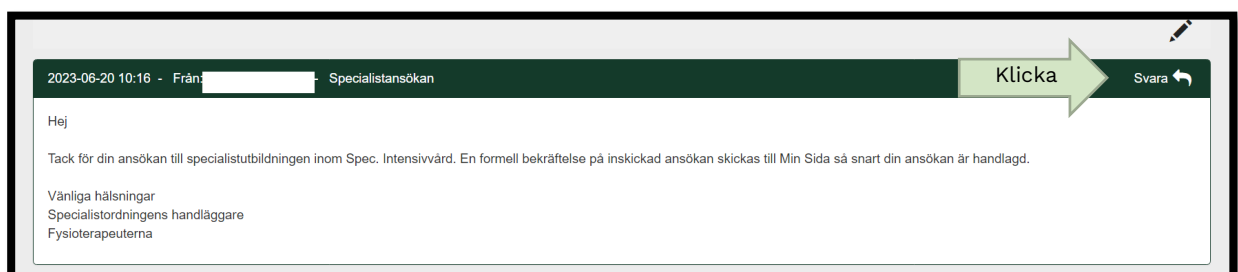 2023-06-20 10:16 - Från: - Specialistansökan
Klicka
Svara
Hej
Tack för din ansökan till specialistutbildningen inom Spec. Intensivvård. En formell bekräftelse på inskickad ansökan skickas till Min Sida så snart din ansökan är handlagd.
Vänliga hälsningar
Specialistordningens handläggare
Fysioterapeuterna